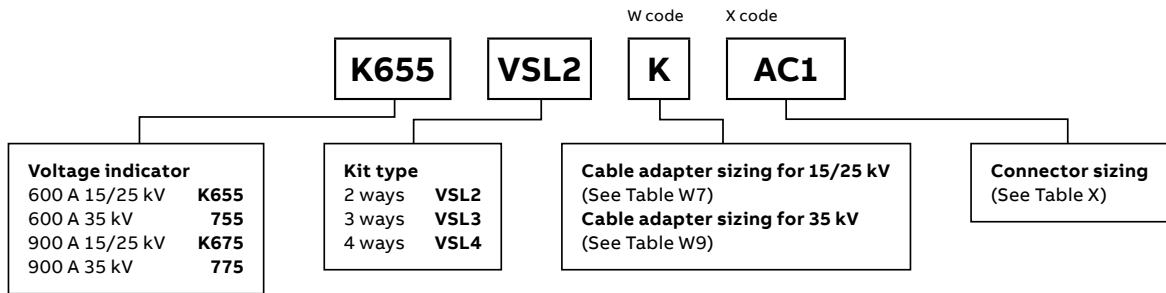 W code X code
K655 VSL2 K AC1
Voltage indicator
600 A 15/25 kV K655
600 A 35 kV 755
900 A 15/25 kV K675
900 A 35 kV 775
Kit type
2 ways VSL2
3 ways VSL3
4 ways VSL4
Cable adapter sizing for 15/25 kV
(See Table W7)
Cable adapter sizing for 35 kV
(See Table W9)
Connector sizing
(See Table X)